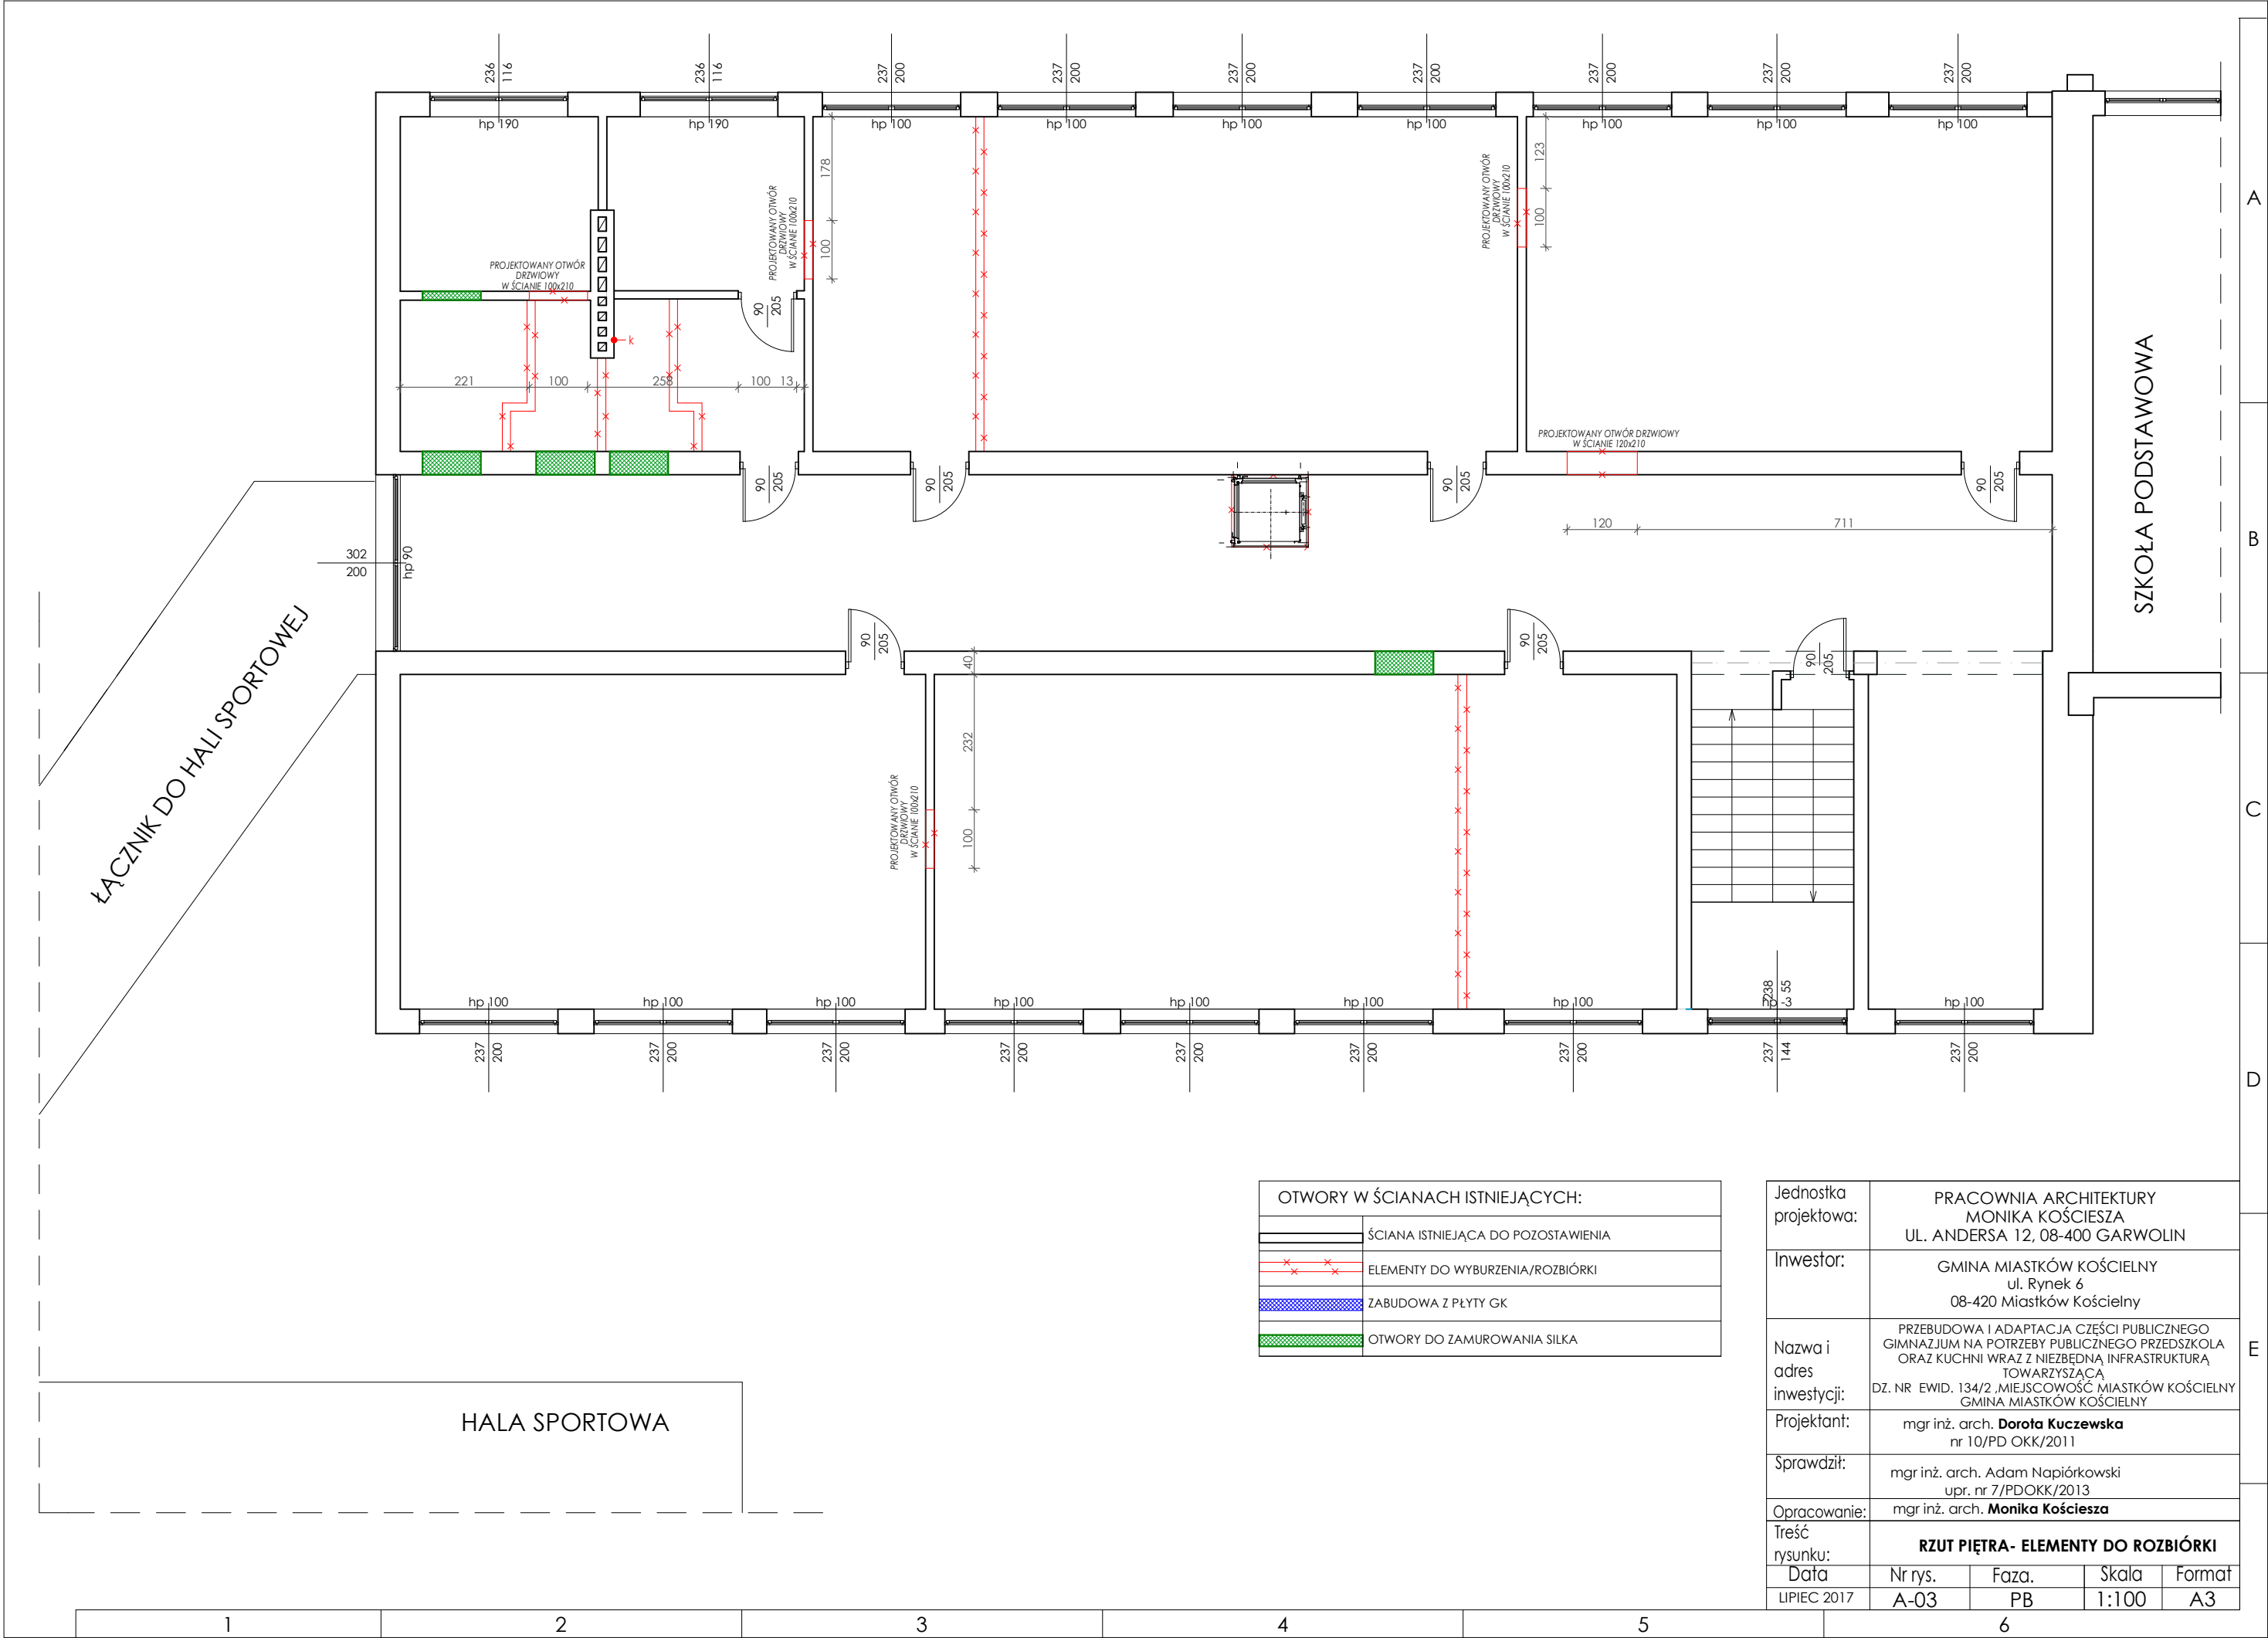 236
116
236
116
237
200
237
200
237
200
237
200
237
200
237
200
237
200
hp 190
hp 190
hp 100
hp 100
hp 100
hp 100
hp 100
hp 100
hp 100
178
100
PROJEKTOWANY OTWÓR
DRZWIOWY
W ŚCIANIE 100x210
PROJEKTOWANY OTWÓR
DRZWIOWY
W ŚCIANIE 100x210
123
100
PROJEKTOWANY OTWÓR
DRZWIOWY
W ŚCIANIE 100x210
90
205
k
221
100
258
100
13
PROJEKTOWANY OTWÓR DRZWIOWY
W ŚCIANIE 120x210
90
205
90
205
90
205
90
205
120
711
302
200
hp 90
SZKOŁA PODSTAWOWA
ŁĄCZNIK DO HALI SPORTOWEJ
90
205
90
205
90
205
40
232
100
PROJEKTOWANY OTWÓR
DRZWIOWY
W ŚCIANIE 100x210
hp 100
hp 100
hp 100
hp 100
hp 100
hp 100
hp 100
238
55
hp -3
hp 100
237
200
237
200
237
200
237
200
237
200
237
200
237
200
237
144
237
200
HALA SPORTOWA
OTWORY W ŚCIANACH ISTNIEJĄCYCH:
ŚCIANA ISTNIEJĄCA DO POZOSTAWIENIA
ELEMENTY DO WYBURZENIA/ROZBIÓRKI
ZABUDOWA Z PŁYTY GK
OTWORY DO ZAMUROWANIA SILKA
Jednostka
projektowa:
PRACOWNIA ARCHITEKTURY
MONIKA KOŚCIESZA
UL. ANDERSA 12, 08-400 GARWOLIN
Inwestor:
GMINA MIASTKÓW KOŚCIELNY
ul. Rynek 6
08-420 Miastków Kościelny
Nazwa i
adres
inwestycji:
PRZEBUDOWA I ADAPTACJA CZĘŚCI PUBLICZNEGO
GIMNAZJUM NA POTRZEBY PUBLICZNEGO PRZEDSZKOLA
ORAZ KUCHNI WRAZ Z NIEZBĘDNĄ INFRASTRUKTURĄ
TOWARZYSZĄCĄ
DZ. NR EWID. 134/2 ,MIEJSCOWOŚĆ MIASTKÓW KOŚCIELNY
GMINA MIASTKÓW KOŚCIELNY
Projektant:
mgr inż. arch. Dorota Kuczewska
nr 10/PD OKK/2011
Sprawdził:
mgr inż. arch. Adam Napiórkowski
upr. nr 7/PDOKK/2013
Opracowanie:
mgr inż. arch. Monika Kościesza
Treść
rysunku:
RZUT PIĘTRA- ELEMENTY DO ROZBIÓRKI
Data
Nr rys.
Faza.
Skala
Format
LIPIEC 2017
A-03
PB
1:100
A3
A
B
C
D
E
1
2
3
4
5
6